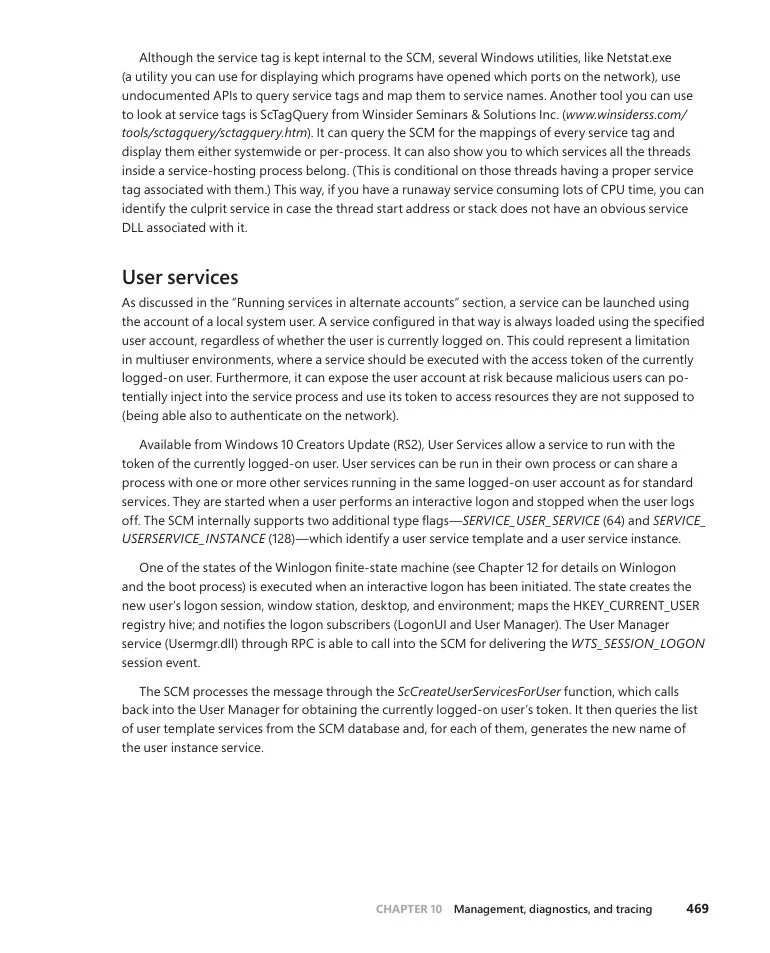 Although the service tag is kept internal to the SCM, several Windows utilities, like Netstat.exe
(a utility you can use for displaying which programs have opened which ports on the network), use
undocumented APIs to query service tags and map them to service names. Another tool you can use
to look at service tags is ScTagQuery from Winsider Seminars & Solutions Inc. (www.winsiderss.com/
tools/sctagquery/sctagquery.htm). It can query the SCM for the mappings of every service tag and
display them either systemwide or per-process. It can also show you to which services all the threads
inside a service-hosting process belong. (This is conditional on those threads having a proper service
tag associated with them.) This way, if you have a runaway service consuming lots of CPU time, you can
identify the culprit service in case the thread start address or stack does not have an obvious service
DLL associated with it.
User services
As discussed in the “Running services in alternate accounts” section, a service can be launched using
the account of a local system user. A service configured in that way is always loaded using the specified
user account, regardless of whether the user is currently logged on. This could represent a limitation
in multiuser environments, where a service should be executed with the access token of the currently
logged-on user. Furthermore, it can expose the user account at risk because malicious users can po-
tentially inject into the service process and use its token to access resources they are not supposed to
(being able also to authenticate on the network).
Available from Windows 10 Creators Update (RS2), User Services allow a service to run with the
token of the currently logged-on user. User services can be run in their own process or can share a
process with one or more other services running in the same logged-on user account as for standard
services. They are started when a user performs an interactive logon and stopped when the user logs
off. The SCM internally supports two additional type flags—SERVICE_USER_SERVICE (64) and SERVICE_
USERSERVICE_INSTANCE (128)—which identify a user service template and a user service instance.
One of the states of the Winlogon finite-state machine (see Chapter 12 for details on Winlogon
and the boot process) is executed when an interactive logon has been initiated. The state creates the
new user’s logon session, window station, desktop, and environment; maps the HKEY_CURRENT_USER
registry hive; and notifies the logon subscribers (LogonUI and User Manager). The User Manager
service (Usermgr.dll) through RPC is able to call into the SCM for delivering the WTS_SESSION_LOGON
session event.
The SCM processes the message through the ScCreateUserServicesForUser function, which calls
back into the User Manager for obtaining the currently logged-on user’s token. It then queries the list
of user template services from the SCM database and, for each of them, generates the new name of
the user instance service.
CHAPTER 10 Management, diagnostics, and tracing 469